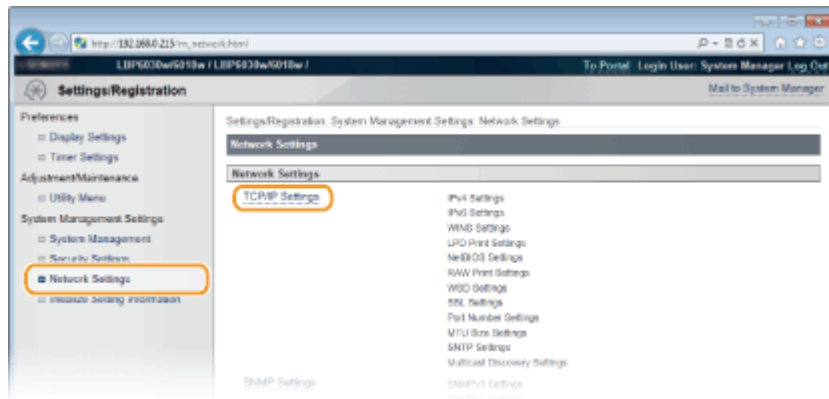 http://192.168.0.215/m_network.html
LBP6030w/6018w / LBP6030w/6018w /
To Portal Login User: System Manager Log Out
Settings/Registration
Mail to System Manager
Preferences
Display Settings
Timer Settings
Adjustment/Maintenance
Utility Menu
System Management Settings
System Management
Security Settings
Network Settings
Initialize Setting Information
Settings/Registration: System Management Settings: Network Settings
Network Settings
Network Settings
TCP/IP Settings
IPv4 Settings
IPv6 Settings
WINS Settings
LPD Print Settings
NetBIOS Settings
RAW Print Settings
WSD Settings
SSL Settings
Port Number Settings
MTU Size Settings
SNTP Settings
Multicast Discovery Settings
SNMP Settings
SNMPv1 Settings